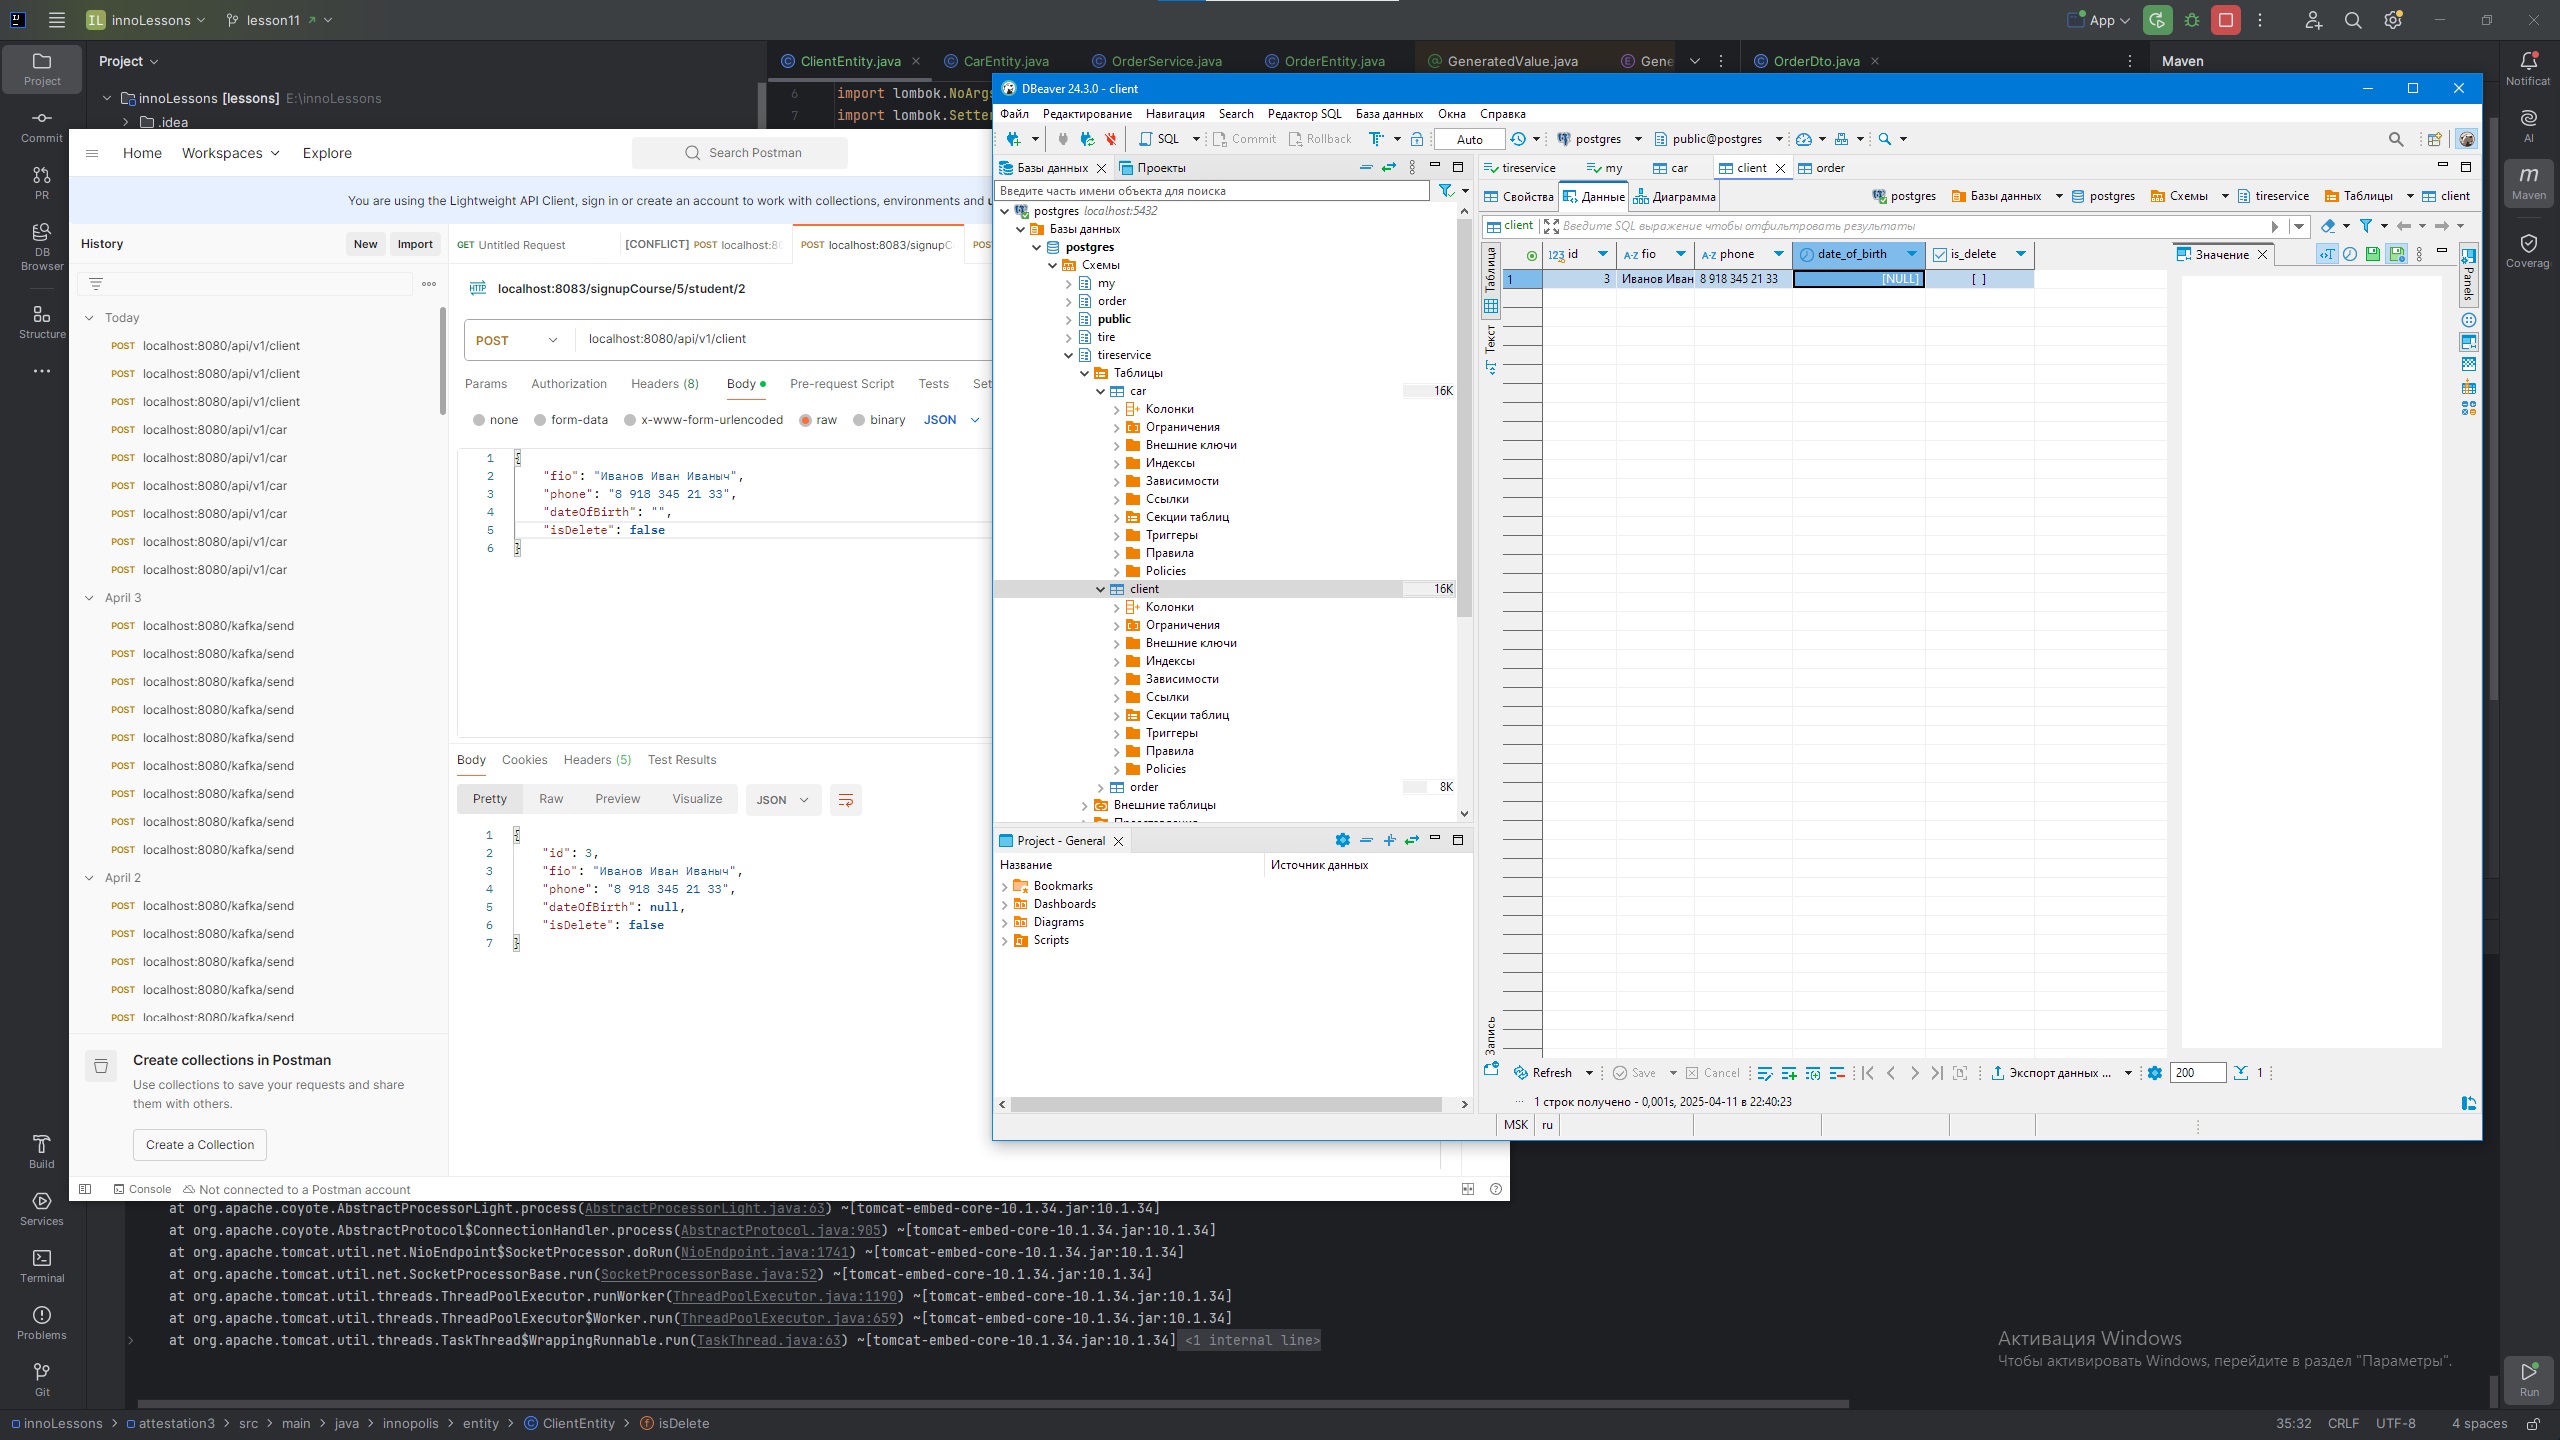 IL innoLessons lesson11 App
Project ClientEntity.java CarEntity.java OrderService.java OrderEntity.java GeneratedValue.java Gene OrderDto.java Maven
Project
Commit
PR
DB Browser
Structure
Build
Services
Terminal
Problems
Git
innoLessons [lessons] E:\innoLessons
.idea
6 import lombok.NoArgs
7 import lombok.Setter
Notificat
AI
Maven
Coverag
Run
Home Workspaces Explore Search Postman
You are using the Lightweight API Client, sign in or create an account to work with collections, environments and u
History New Import
Today
POST localhost:8080/api/v1/client
POST localhost:8080/api/v1/client
POST localhost:8080/api/v1/client
POST localhost:8080/api/v1/car
POST localhost:8080/api/v1/car
POST localhost:8080/api/v1/car
POST localhost:8080/api/v1/car
POST localhost:8080/api/v1/car
POST localhost:8080/api/v1/car
April 3
POST localhost:8080/kafka/send
POST localhost:8080/kafka/send
POST localhost:8080/kafka/send
POST localhost:8080/kafka/send
POST localhost:8080/kafka/send
POST localhost:8080/kafka/send
POST localhost:8080/kafka/send
POST localhost:8080/kafka/send
POST localhost:8080/kafka/send
April 2
POST localhost:8080/kafka/send
POST localhost:8080/kafka/send
POST localhost:8080/kafka/send
POST localhost:8080/kafka/send
POST localhost:8080/kafka/send
Create collections in Postman
Use collections to save your requests and share
them with others.
Create a Collection
GET Untitled Request [CONFLICT] POST localhost:8( POST localhost:8083/signupC POS
HTTP localhost:8083/signupCourse/5/student/2
POST localhost:8080/api/v1/client
Params Authorization Headers (8) Body Pre-request Script Tests Set
none form-data x-www-form-urlencoded raw binary JSON
1 {
2 "fio": "Иванов Иван Иваныч",
3 "phone": "8 918 345 21 33",
4 "dateOfBirth": "",
5 "isDelete": false
6 }
Body Cookies Headers (5) Test Results
Pretty Raw Preview Visualize JSON
1 {
2 "id": 3,
3 "fio": "Иванов Иван Иваныч",
4 "phone": "8 918 345 21 33",
5 "dateOfBirth": null,
6 "isDelete": false
7 }
Console Not connected to a Postman account
DBeaver 24.3.0 - client
Файл Редактирование Навигация Search Редактор SQL База данных Окна Справка
SQL Commit Rollback Auto postgres public@postgres
Базы данных Проекты
Введите часть имени объекта для поиска
postgres localhost:5432
Базы данных
postgres
Схемы
my
order
public
tire
tireservice
Таблицы
car 16K
Колонки
Ограничения
Внешние ключи
Индексы
Зависимости
Ссылки
Секции таблиц
Триггеры
Правила
Policies
client 16K
Колонки
Ограничения
Внешние ключи
Индексы
Зависимости
Ссылки
Секции таблиц
Триггеры
Правила
Policies
order 8K
Внешние таблицы
Project - General
Название Источник данных
Bookmarks
Dashboards
Diagrams
Scripts
tireservice my car client order
Свойства Данные Диаграмма postgres Базы данных postgres Схемы tireservice Таблицы client
client Введите SQL выражение чтобы отфильтровать результаты
Таблица
Текст
Запись
123 id A-Z fio A-Z phone date_of_birth is_delete Значение
1 3 Иванов Иван 8 918 345 21 33 [NULL] [ ]
Panels
Refresh Save Cancel Экспорт данных ... 200 1
1 строк получено - 0,001s, 2025-04-11 в 22:40:23
MSK ru
at org.apache.coyote.AbstractProcessorLight.process(AbstractProcessorLight.java:63) ~[tomcat-embed-core-10.1.34.jar:10.1.34]
at org.apache.coyote.AbstractProtocol$ConnectionHandler.process(AbstractProtocol.java:905) ~[tomcat-embed-core-10.1.34.jar:10.1.34]
at org.apache.tomcat.util.net.NioEndpoint$SocketProcessor.doRun(NioEndpoint.java:1741) ~[tomcat-embed-core-10.1.34.jar:10.1.34]
at org.apache.tomcat.util.net.SocketProcessorBase.run(SocketProcessorBase.java:52) ~[tomcat-embed-core-10.1.34.jar:10.1.34]
at org.apache.tomcat.util.threads.ThreadPoolExecutor.runWorker(ThreadPoolExecutor.java:1190) ~[tomcat-embed-core-10.1.34.jar:10.1.34]
at org.apache.tomcat.util.threads.ThreadPoolExecutor$Worker.run(ThreadPoolExecutor.java:659) ~[tomcat-embed-core-10.1.34.jar:10.1.34]
at org.apache.tomcat.util.threads.TaskThread$WrappingRunnable.run(TaskThread.java:63) ~[tomcat-embed-core-10.1.34.jar:10.1.34] <1 internal line>
Активация Windows
Чтобы активировать Windows, перейдите в раздел "Параметры".
innoLessons > attestation3 > src > main > java > innopolis > entity > ClientEntity > isDelete 35:32 CRLF UTF-8 4 spaces